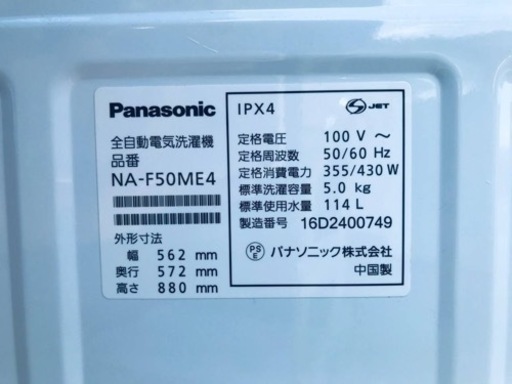 Panasonic
全自動電気洗濯機
品番
NA-F50ME4
外形寸法
幅 562 mm
奥行 572 mm
高さ 880 mm
IPX4
S JET
定格電圧 100 V ～
定格周波数 50/60 Hz
定格消費電力 355/430 W
標準洗濯容量 5.0 kg
標準使用水量 114 L
製造番号 16D2400749
PS
E
パナソニック株式会社
中国製